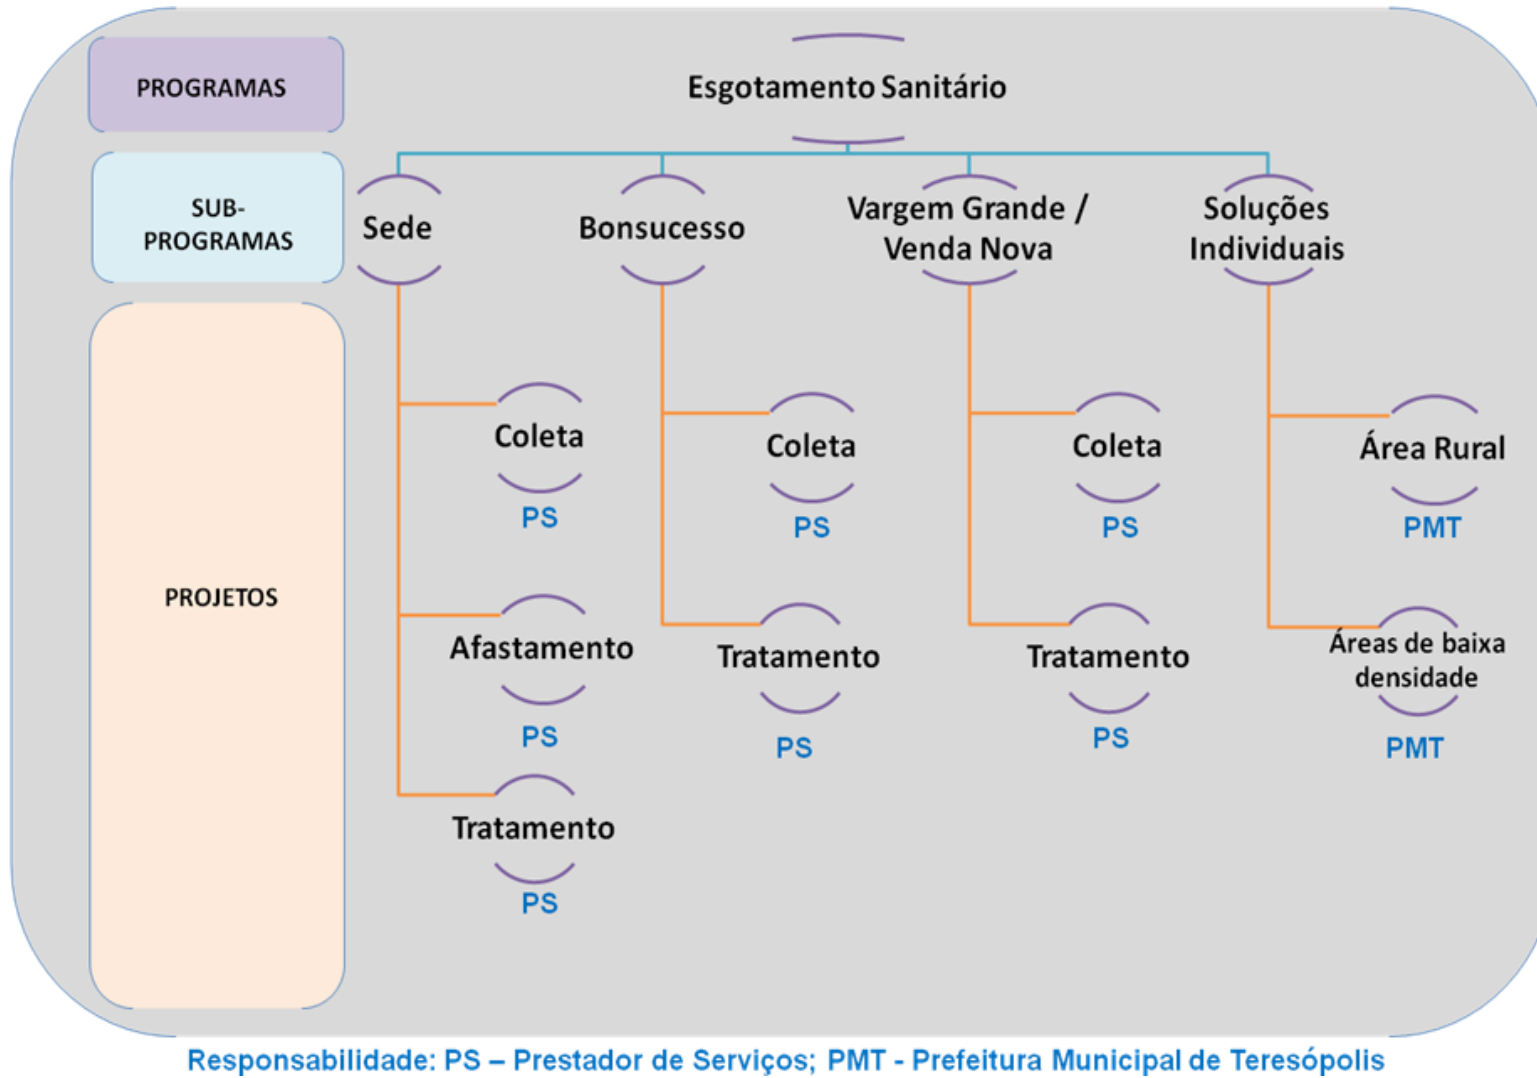 PROGRAMAS
Esgotamento Sanitário
SUB-
PROGRAMAS
Sede
Bonsucesso
Vargem Grande /
Venda Nova
Soluções
Individuais
PROJETOS
Coleta
PS
Coleta
PS
Coleta
PS
Área Rural
PMT
Afastamento
PS
Tratamento
PS
Tratamento
PS
Áreas de baixa
densidade
PMT
Tratamento
PS
Responsabilidade: PS – Prestador de Serviços; PMT - Prefeitura Municipal de Teresópolis